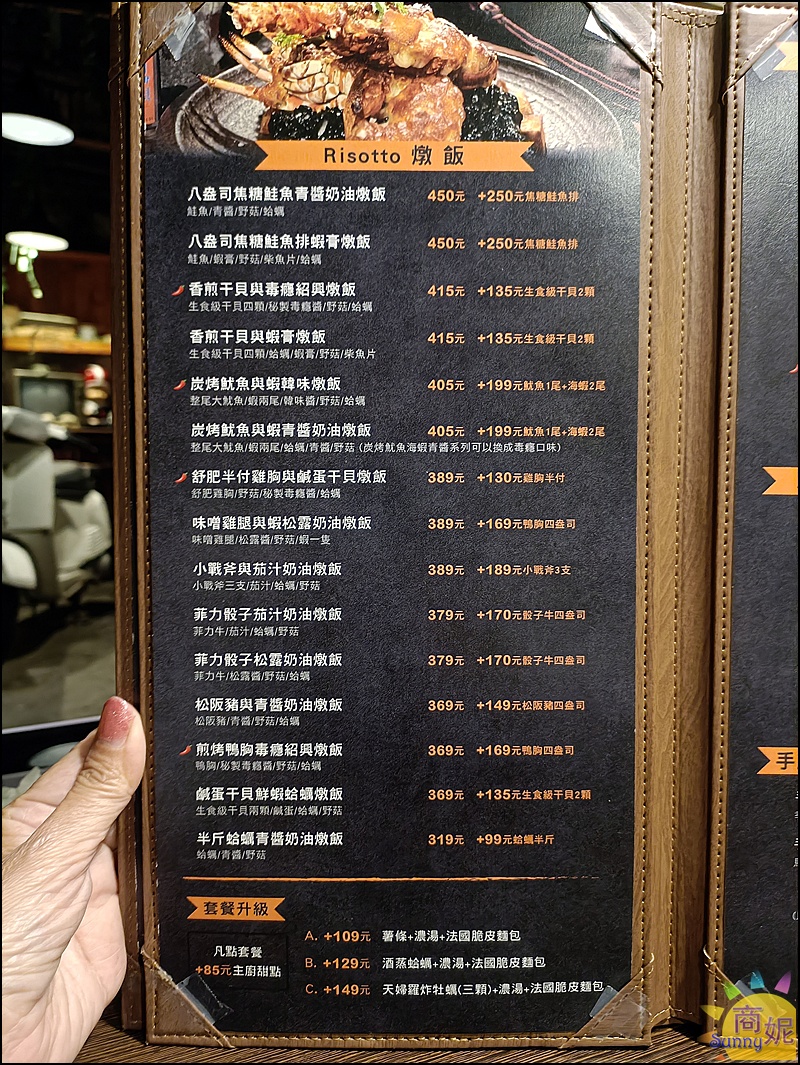 Risotto 燉飯
八盎司焦糖鮭魚青醬奶油燉飯 450元 +250元焦糖鮭魚排
鮭魚/青醬/野菇/蛤蠣
八盎司焦糖鮭魚排蝦膏燉飯 450元 +250元焦糖鮭魚排
鮭魚/蝦膏/野菇/柴魚片/蛤蠣
香煎干貝與毒癮紹興燉飯 415元 +135元生食級干貝2顆
生食級干貝四顆/秘製毒癮醬/野菇/蛤蠣
香煎干貝與蝦膏燉飯 415元 +135元生食級干貝2顆
生食級干貝四顆/蛤蠣/蝦膏/野菇/柴魚片
炭烤魷魚與蝦韓味燉飯 405元 +199元魷魚1尾+海蝦2尾
整尾大魷魚/蝦兩尾/韓味醬/野菇/蛤蠣
炭烤魷魚與蝦青醬奶油燉飯 405元 +199元魷魚1尾+海蝦2尾
整尾大魷魚/蝦兩尾/蛤蠣/青醬/野菇 (炭烤魷魚海蝦青醬系列可以換成毒癮口味)
舒肥半付雞胸與鹹蛋干貝燉飯 389元 +130元雞胸半付
舒肥雞胸/野菇/秘製毒癮醬/蛤蠣
味噌雞腿與蝦松露奶油燉飯 389元 +169元鴨胸四盎司
味噌雞腿/松露醬/野菇/蝦一隻
小戰斧與茄汁奶油燉飯 389元 +189元小戰斧3支
小戰斧三支/茄汁/蛤蠣/野菇
菲力骰子茄汁奶油燉飯 379元 +170元骰子牛四盎司
菲力牛/茄汁/蛤蠣/野菇
菲力骰子松露奶油燉飯 379元 +170元骰子牛四盎司
菲力牛/松露醬/野菇/蛤蠣
松阪豬與青醬奶油燉飯 369元 +149元松阪豬四盎司
松阪豬/青醬/野菇/蛤蠣
煎烤鴨胸毒癮紹興燉飯 369元 +169元鴨胸四盎司
鴨胸/秘製毒癮醬/野菇/蛤蠣
鹹蛋干貝鮮蝦蛤蠣燉飯 369元 +135元生食級干貝2顆
生食級干貝兩顆/鹹蛋/蛤蠣/野菇
半斤蛤蠣青醬奶油燉飯 319元 +99元蛤蠣半斤
蛤蠣/青醬/野菇
套餐升級
凡點套餐
+85元主廚甜點
A. +109元 薯條+濃湯+法國脆皮麵包
B. +129元 酒蒸蛤蠣+濃湯+法國脆皮麵包
C. +149元 天婦羅炸牡蠣(三顆)+濃湯+法國脆皮麵包
手
商妮
Sunny